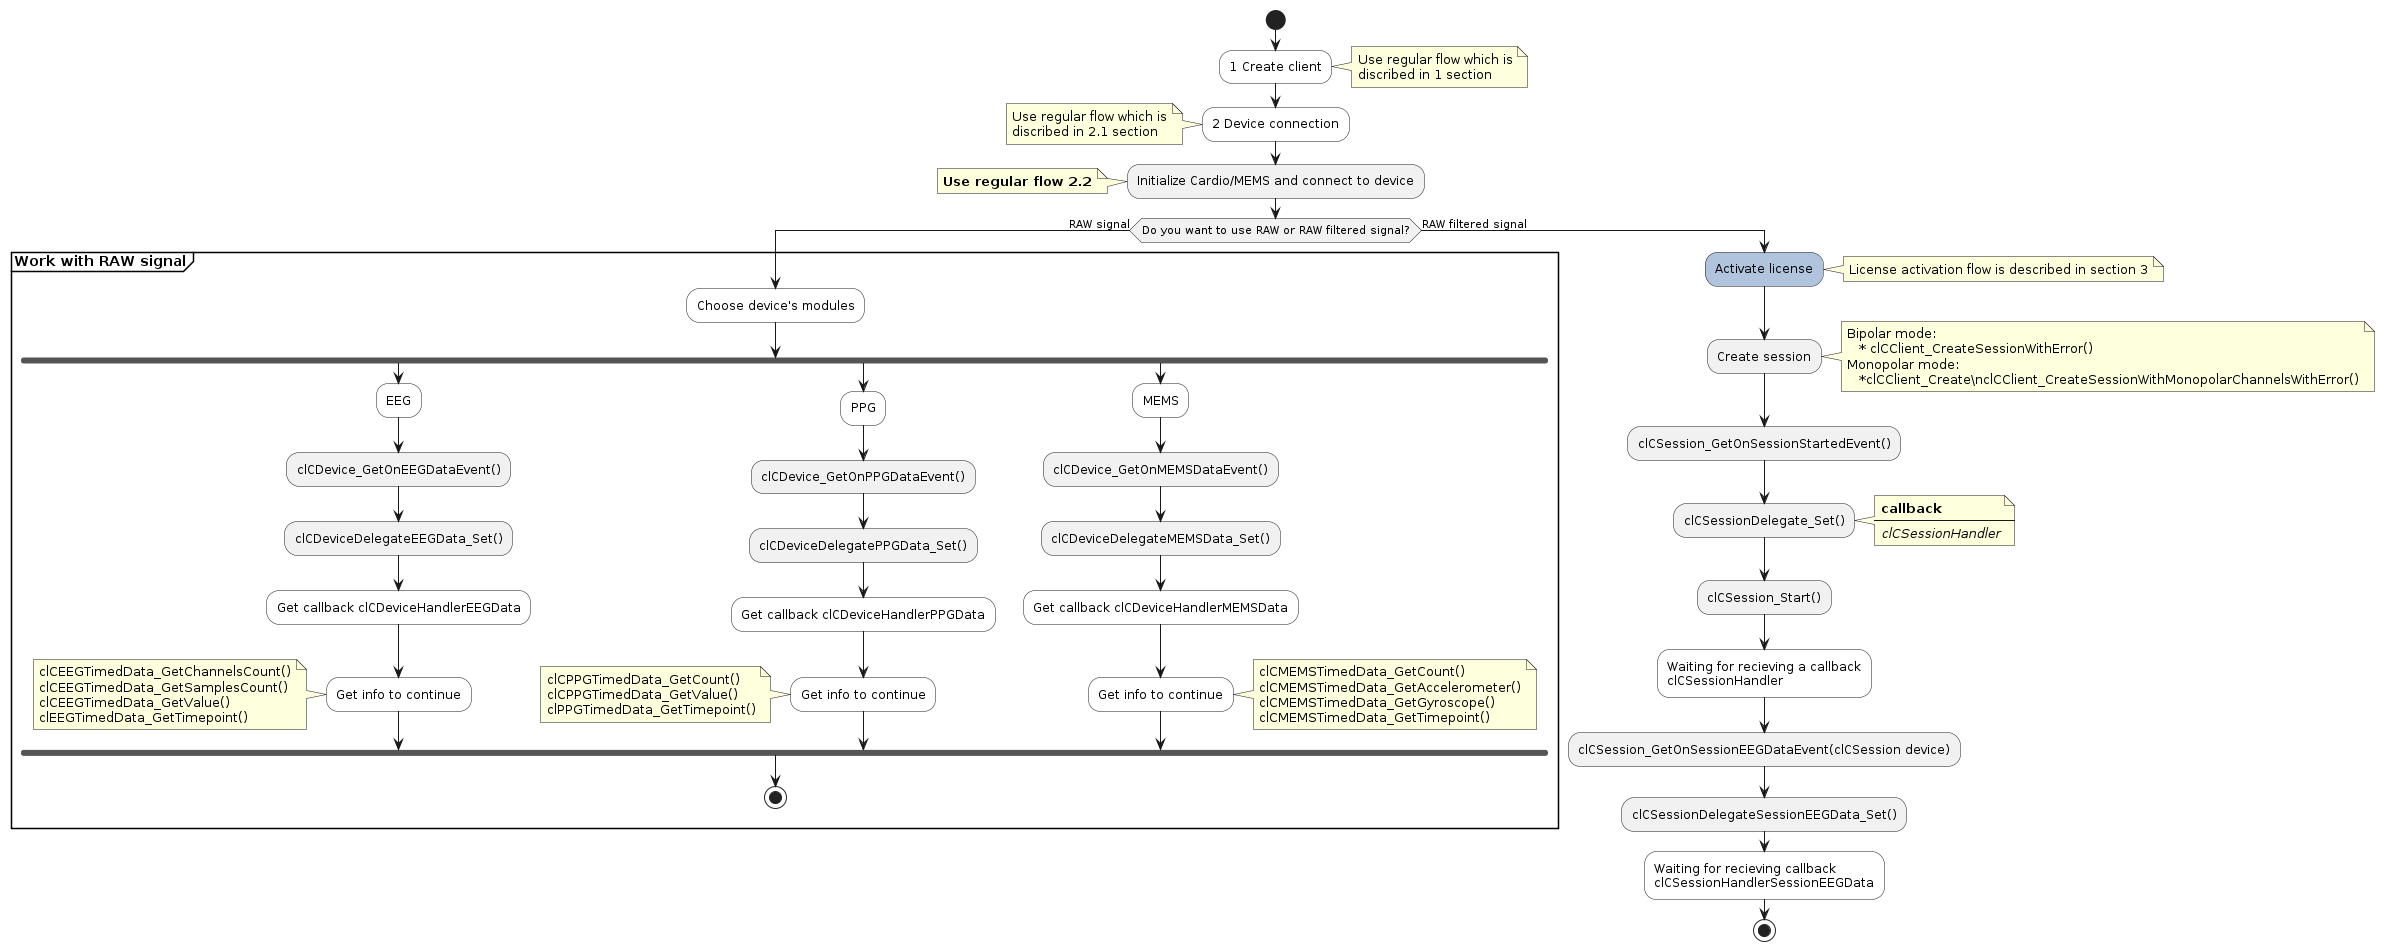 1 Create client
Use regular flow which is
discribed in 1 section
Use regular flow which is
discribed in 2.1 section
2 Device connection
Use regular flow 2.2
Initialize Cardio/MEMS and connect to device
RAW signal
Do you want to use RAW or RAW filtered signal?
RAW filtered signal
Work with RAW signal
Choose device's modules
EEG
clCDevice_GetOnEEGDataEvent()
clCDeviceDelegateEEGData_Set()
Get callback clCDeviceHandlerEEGData
clCEEGTimedData_GetChannelsCount()
clCEEGTimedData_GetSamplesCount()
clCEEGTimedData_GetValue()
clEEGTimedData_GetTimepoint()
Get info to continue
PPG
clCDevice_GetOnPPGDataEvent()
clCDeviceDelegatePPGData_Set()
Get callback clCDeviceHandlerPPGData
clCPPGTimedData_GetCount()
clCPPGTimedData_GetValue()
clPPGTimedData_GetTimepoint()
Get info to continue
MEMS
clCDevice_GetOnMEMSDataEvent()
clCDeviceDelegateMEMSData_Set()
Get callback clCDeviceHandlerMEMSData
Get info to continue
clCMEMSTimedData_GetCount()
clCMEMSTimedData_GetAccelerometer()
clCMEMSTimedData_GetGyroscope()
clCMEMSTimedData_GetTimepoint()
Activate license
License activation flow is described in section 3
Create session
Bipolar mode:
* clCClient_CreateSessionWithError()
Monopolar mode:
*clCClient_Create\nclCClient_CreateSessionWithMonopolarChannelsWithError()
clCSession_GetOnSessionStartedEvent()
clCSessionDelegate_Set()
callback
clCSessionHandler
clCSession_Start()
Waiting for recieving a callback
clCSessionHandler
clCSession_GetOnSessionEEGDataEvent(clCSession device)
clCSessionDelegateSessionEEGData_Set()
Waiting for recieving callback
clCSessionHandlerSessionEEGData